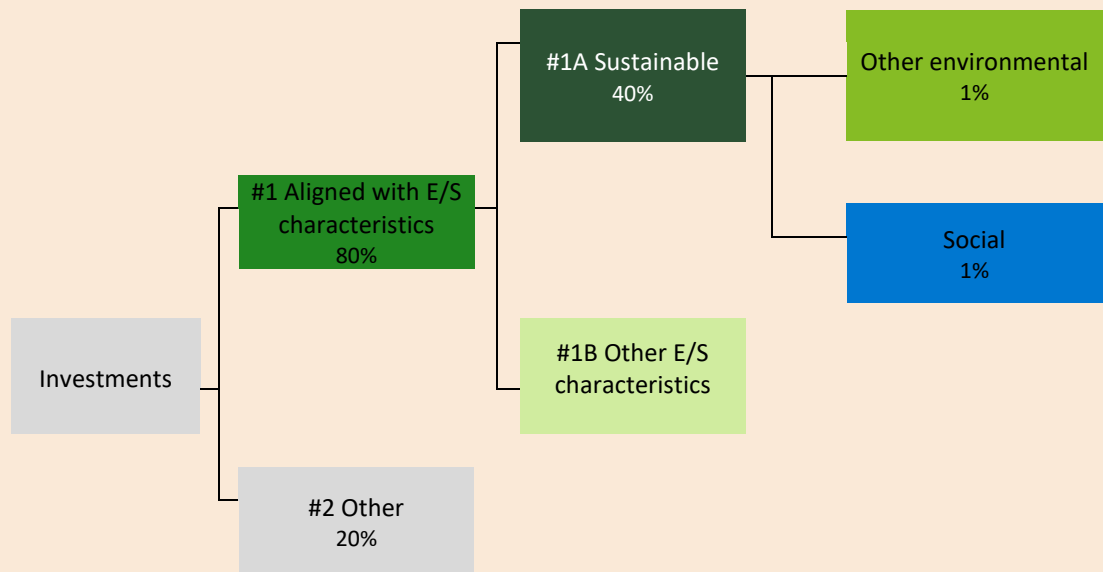 Investments
#1 Aligned with E/S
characteristics
80%
#2 Other
20%
#1A Sustainable
40%
#1B Other E/S
characteristics
Other environmental
1%
Social
1%